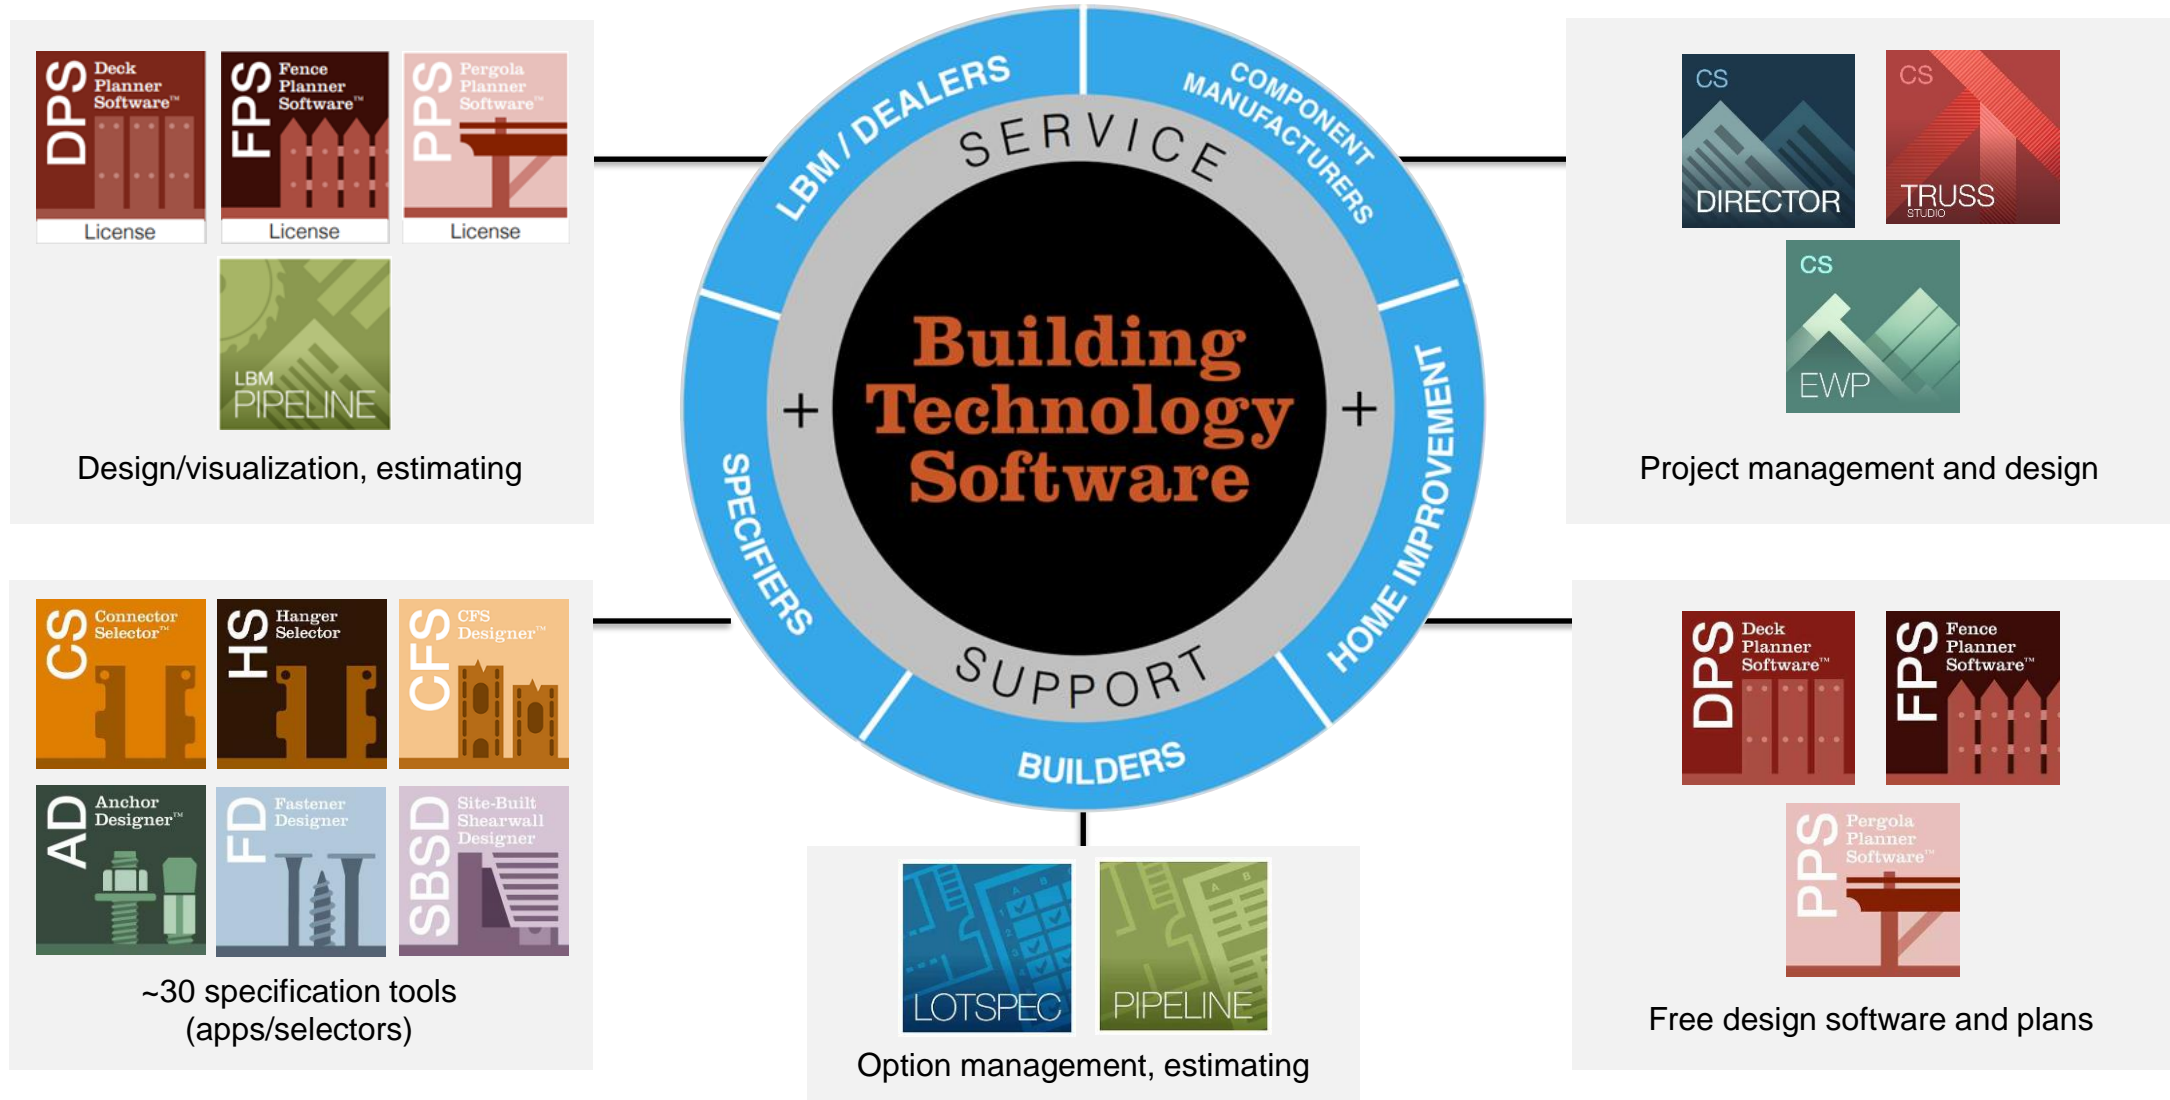 DPS
Deck
Planner
Software™
License
FPS
Fence
Planner
Software™
License
PPS
Pergola
Planner
Software™
License
LBM
PIPELINE
Design/visualization, estimating
LBM / DEALERS
COMPONENT
MANUFACTURERS
HOME IMPROVEMENT
BUILDERS
SPECIFIERS
SERVICE
+
+
SUPPORT
Building
Technology
Software
CS
DIRECTOR
CS
TRUSS
STUDIO
CS
EWP
Project management and design
CS
Connector
Selector™
HS
Hanger
Selector
CFS
CFS
Designer™
AD
Anchor
Designer™
FD
Fastener
Designer
SBSD
Site-Built
Shearwall
Designer
~30 specification tools
(apps/selectors)
A B
1
2
3
4
LOTSPEC
A B
PIPELINE
Option management, estimating
DPS
Deck
Planner
Software™
FPS
Fence
Planner
Software™
PPS
Pergola
Planner
Software™
Free design software and plans